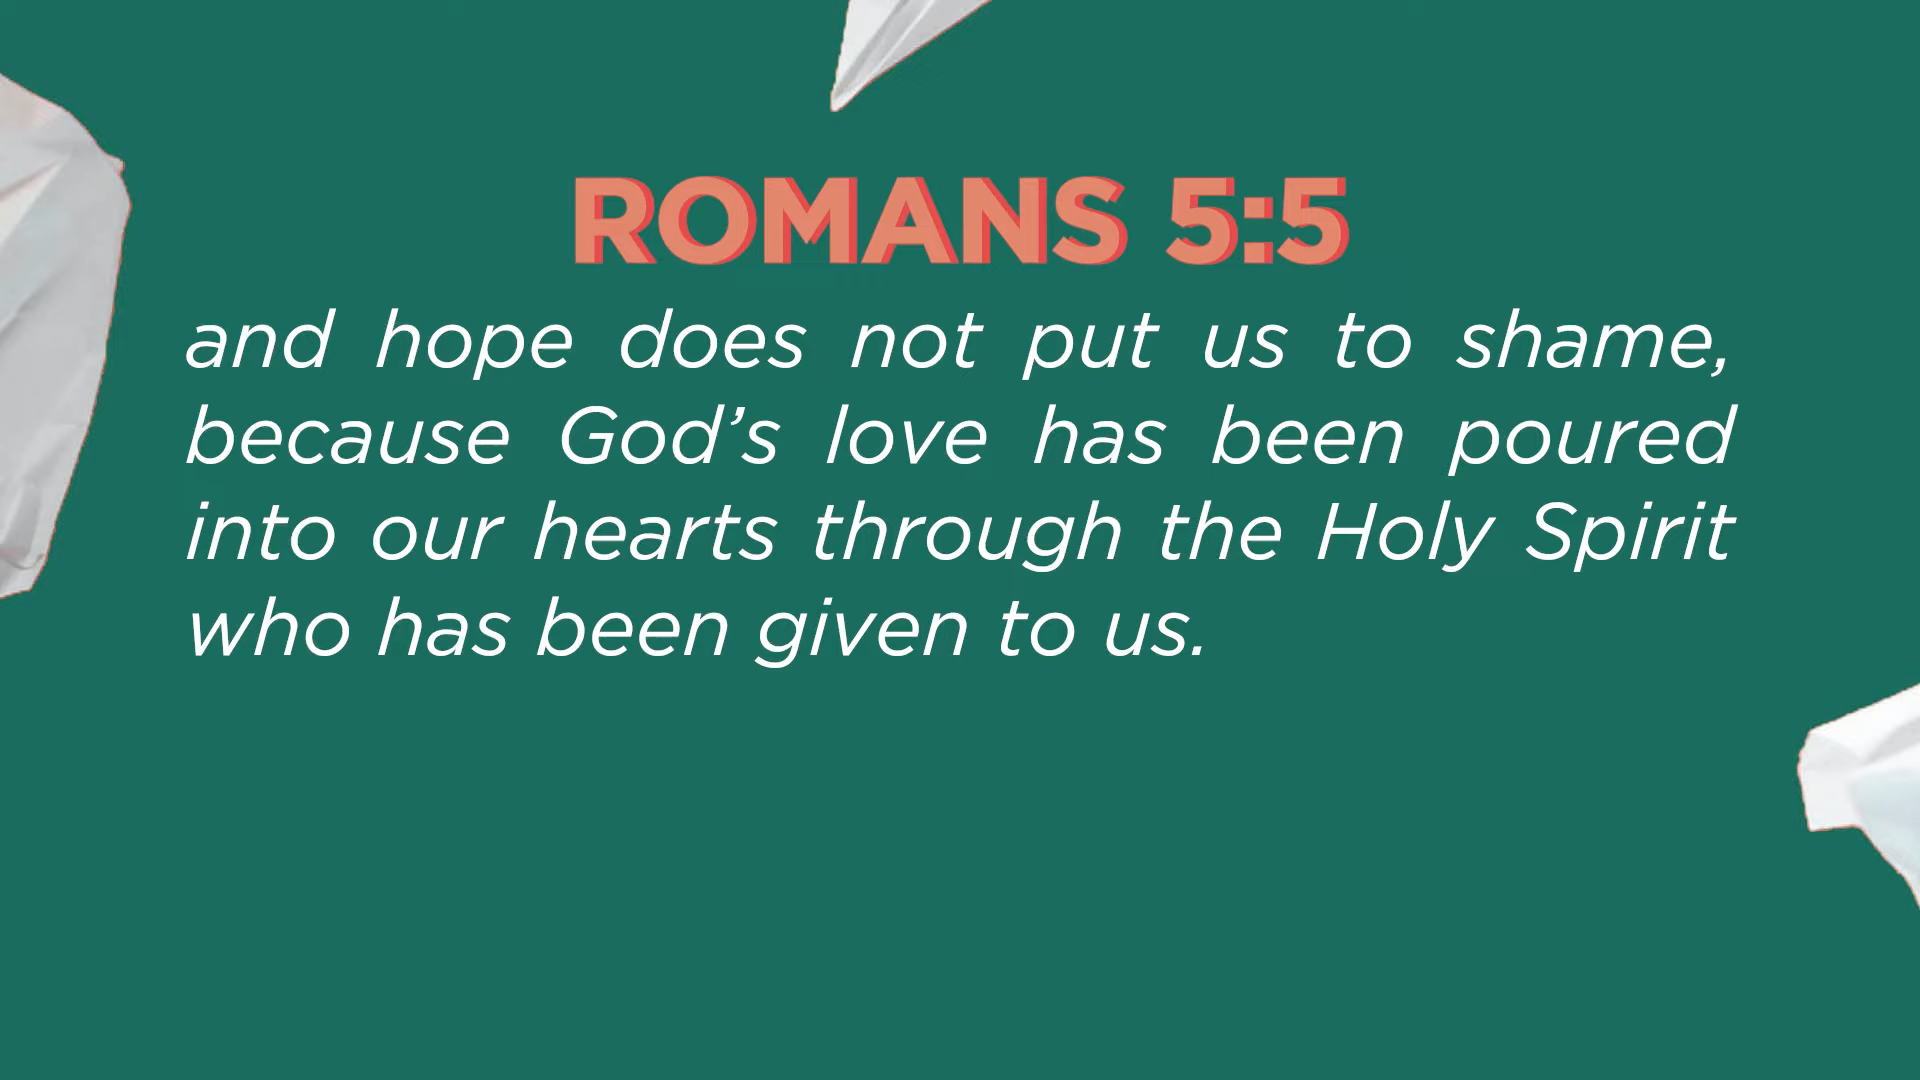 ROMANS 5:5
and hope does not put us to shame,
because God’s love has been poured
into our hearts through the Holy Spirit
who has been given to us.